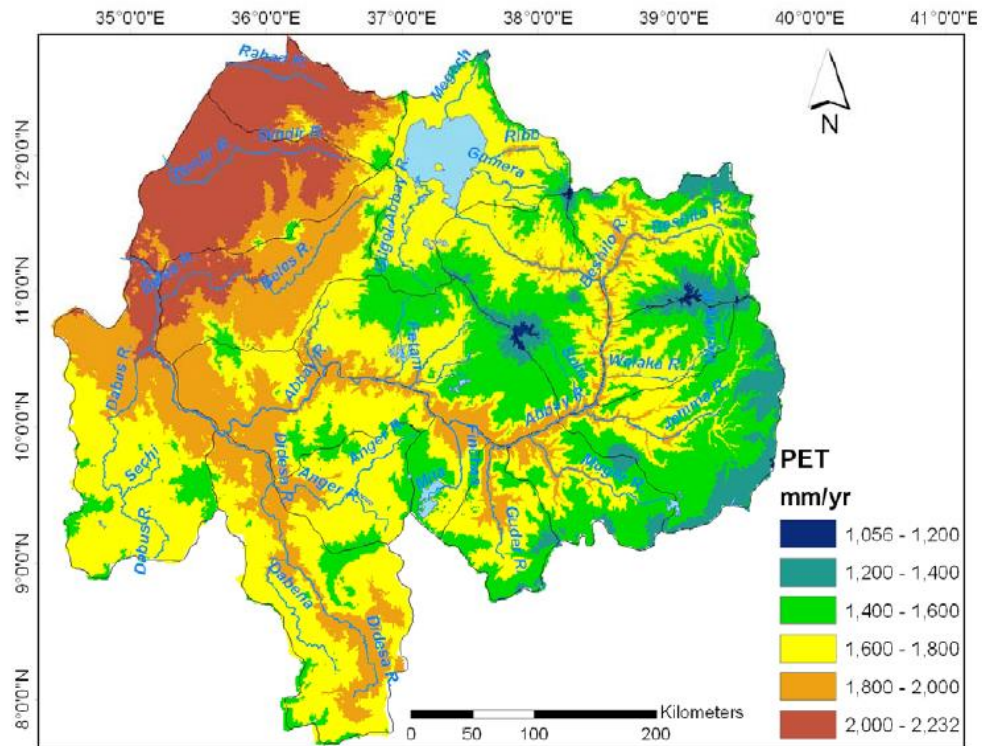 35°0'0"E 36°0'0"E 37°0'0"E 38°0'0"E 39°0'0"E 40°0'0"E 41°0'0"E
12°0'0"N
11°0'0"N
10°0'0"N
9°0'0"N
8°0'0"N
N
Rahad R.
Megech
Ribb
Gumera
Dindir R.
Gilgel Abbay R.
Beles R.
Beshilo R.
Dabus R.
Abbay R.
Welaka R.
Abbay R.
Jemma R.
Sechi
Didesa R.
Anger R.
Anger R.
Fincha
Muger R.
Guder R.
Dabus R.
Dabena
Didesa R.
PET
mm/yr
1,056 - 1,200
1,200 - 1,400
1,400 - 1,600
1,600 - 1,800
1,800 - 2,000
2,000 - 2,232
Kilometers
0 50 100 200